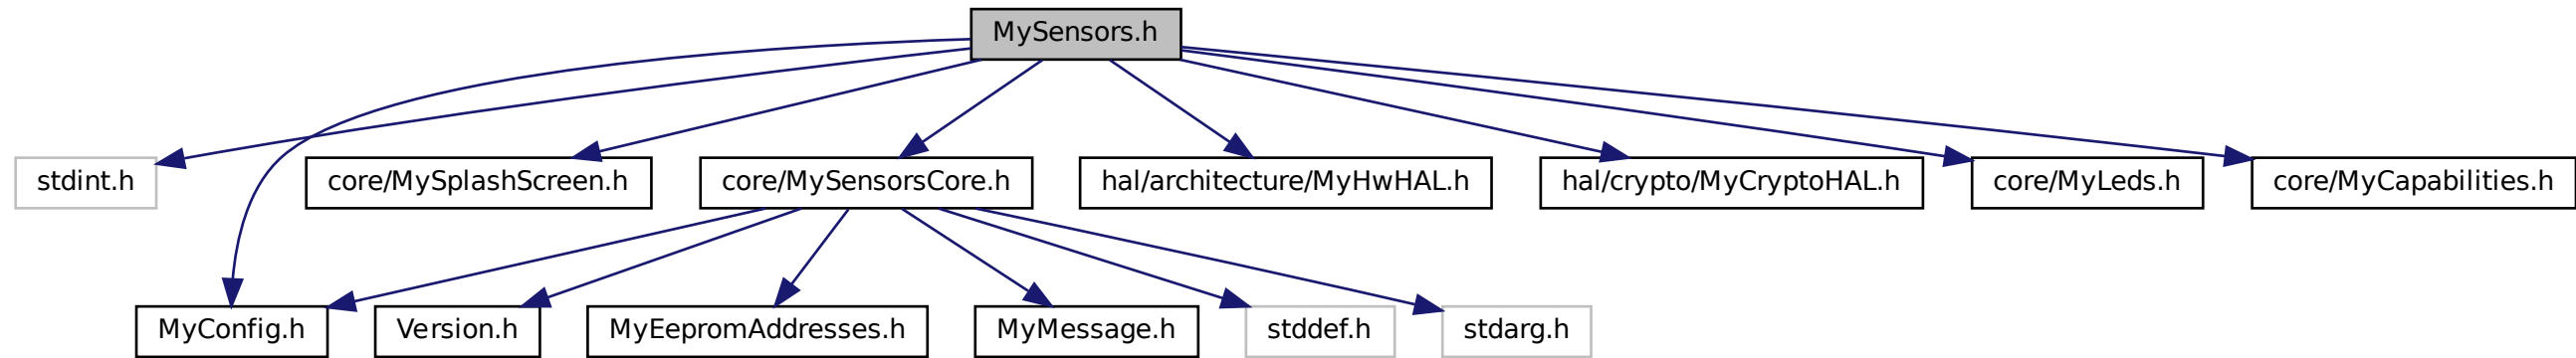 MySensors.h
stdint.h
core/MySplashScreen.h
core/MySensorsCore.h
hal/architecture/MyHwHAL.h
hal/crypto/MyCryptoHAL.h
core/MyLeds.h
core/MyCapabilities.h
MyConfig.h
Version.h
MyEepromAddresses.h
MyMessage.h
stddef.h
stdarg.h